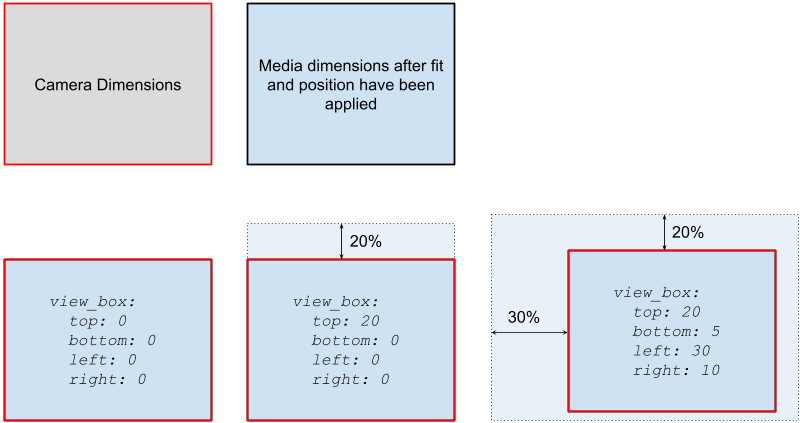 Camera Dimensions
Media dimensions after fit
and position have been
applied
20%
view_box:
top: 0
bottom: 0
left: 0
right: 0
view_box:
top: 20
bottom: 0
left: 0
right: 0
20%
30%
view_box:
top: 20
bottom: 5
left: 30
right: 10